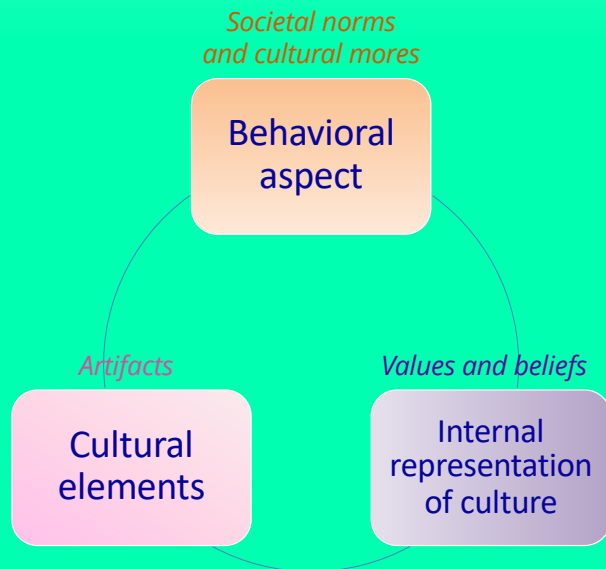 Societal norms
and cultural mores
Behavioral
aspect
Artifacts
Cultural
elements
Values and beliefs
Internal
representation
of culture